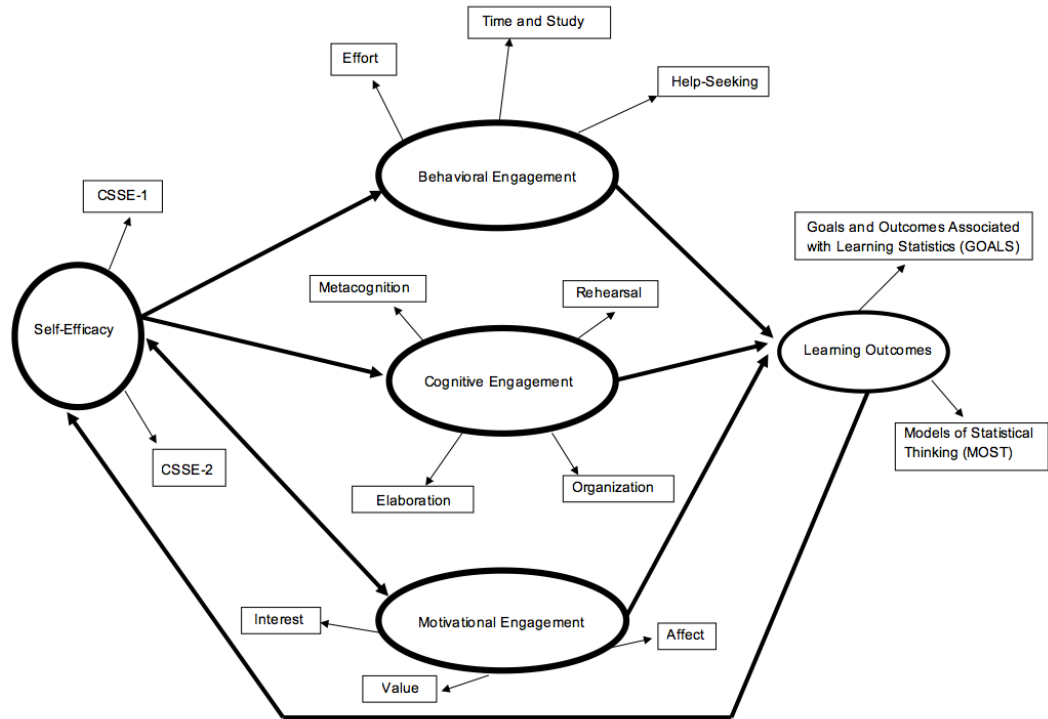 Time and Study
Effort
Help-Seeking
Behavioral Engagement
CSSE-1
Goals and Outcomes Associated
with Learning Statistics (GOALS)
Metacognition
Rehearsal
Self-Efficacy
Learning Outcomes
Cognitive Engagement
Models of Statistical
Thinking (MOST)
CSSE-2
Elaboration
Organization
Interest
Motivational Engagement
Affect
Value